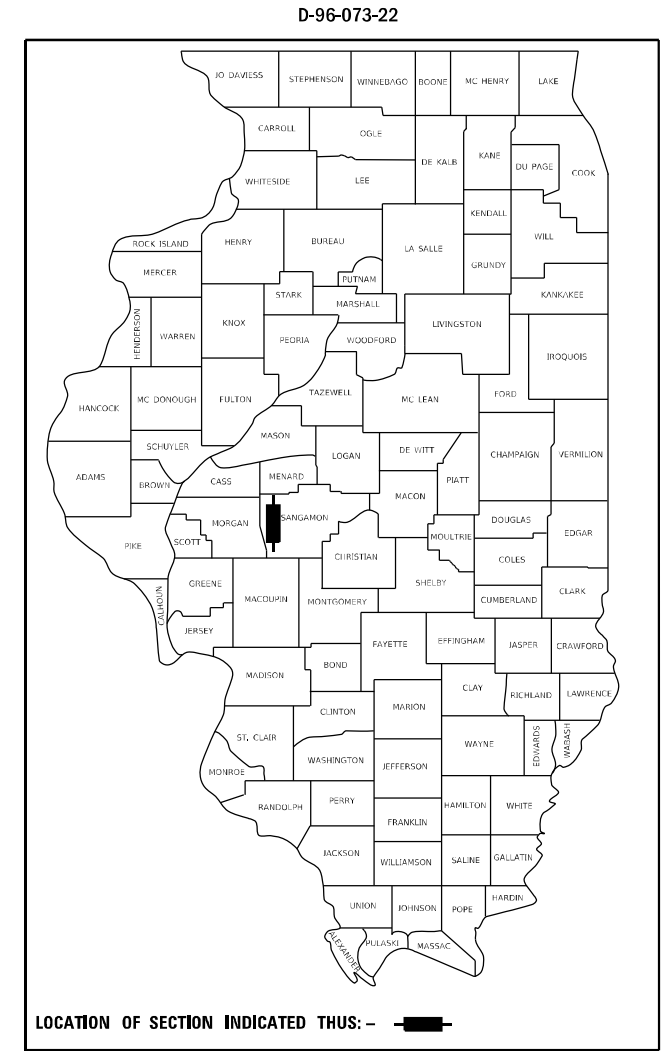 D-96-073-22
JO DAVIESS STEPHENSON WINNEBAGO BOONE MC HENRY LAKE
CARROLL OGLE
DE KALB KANE DU PAGE COOK
WHITESIDE LEE
KENDALL
ROCK ISLAND HENRY BUREAU LA SALLE WILL
MERCER PUTNAM GRUNDY
STARK MARSHALL KANKAKEE
HENDERSON WARREN KNOX PEORIA WOODFORD LIVINGSTON
IROQUOIS
HANCOCK MC DONOUGH FULTON TAZEWELL MC LEAN FORD
MASON
SCHUYLER LOGAN DE WITT
ADAMS BROWN CASS MENARD PIATT CHAMPAIGN VERMILION
MACON
PIKE SCOTT MORGAN SANGAMON DOUGLAS
MOULTRIE EDGAR
CHRISTIAN COLES
CALHOUN GREENE MACOUPIN MONTGOMERY SHELBY CUMBERLAND CLARK
JERSEY FAYETTE EFFINGHAM JASPER CRAWFORD
MADISON BOND
CLAY RICHLAND LAWRENCE
CLINTON MARION
ST. CLAIR WAYNE EDWARDS WABASH
MONROE WASHINGTON JEFFERSON
RANDOLPH PERRY HAMILTON WHITE
FRANKLIN
JACKSON WILLIAMSON SALINE GALLATIN
UNION JOHNSON POPE HARDIN
ALEXANDER PULASKI MASSAC
LOCATION OF SECTION INDICATED THUS: –